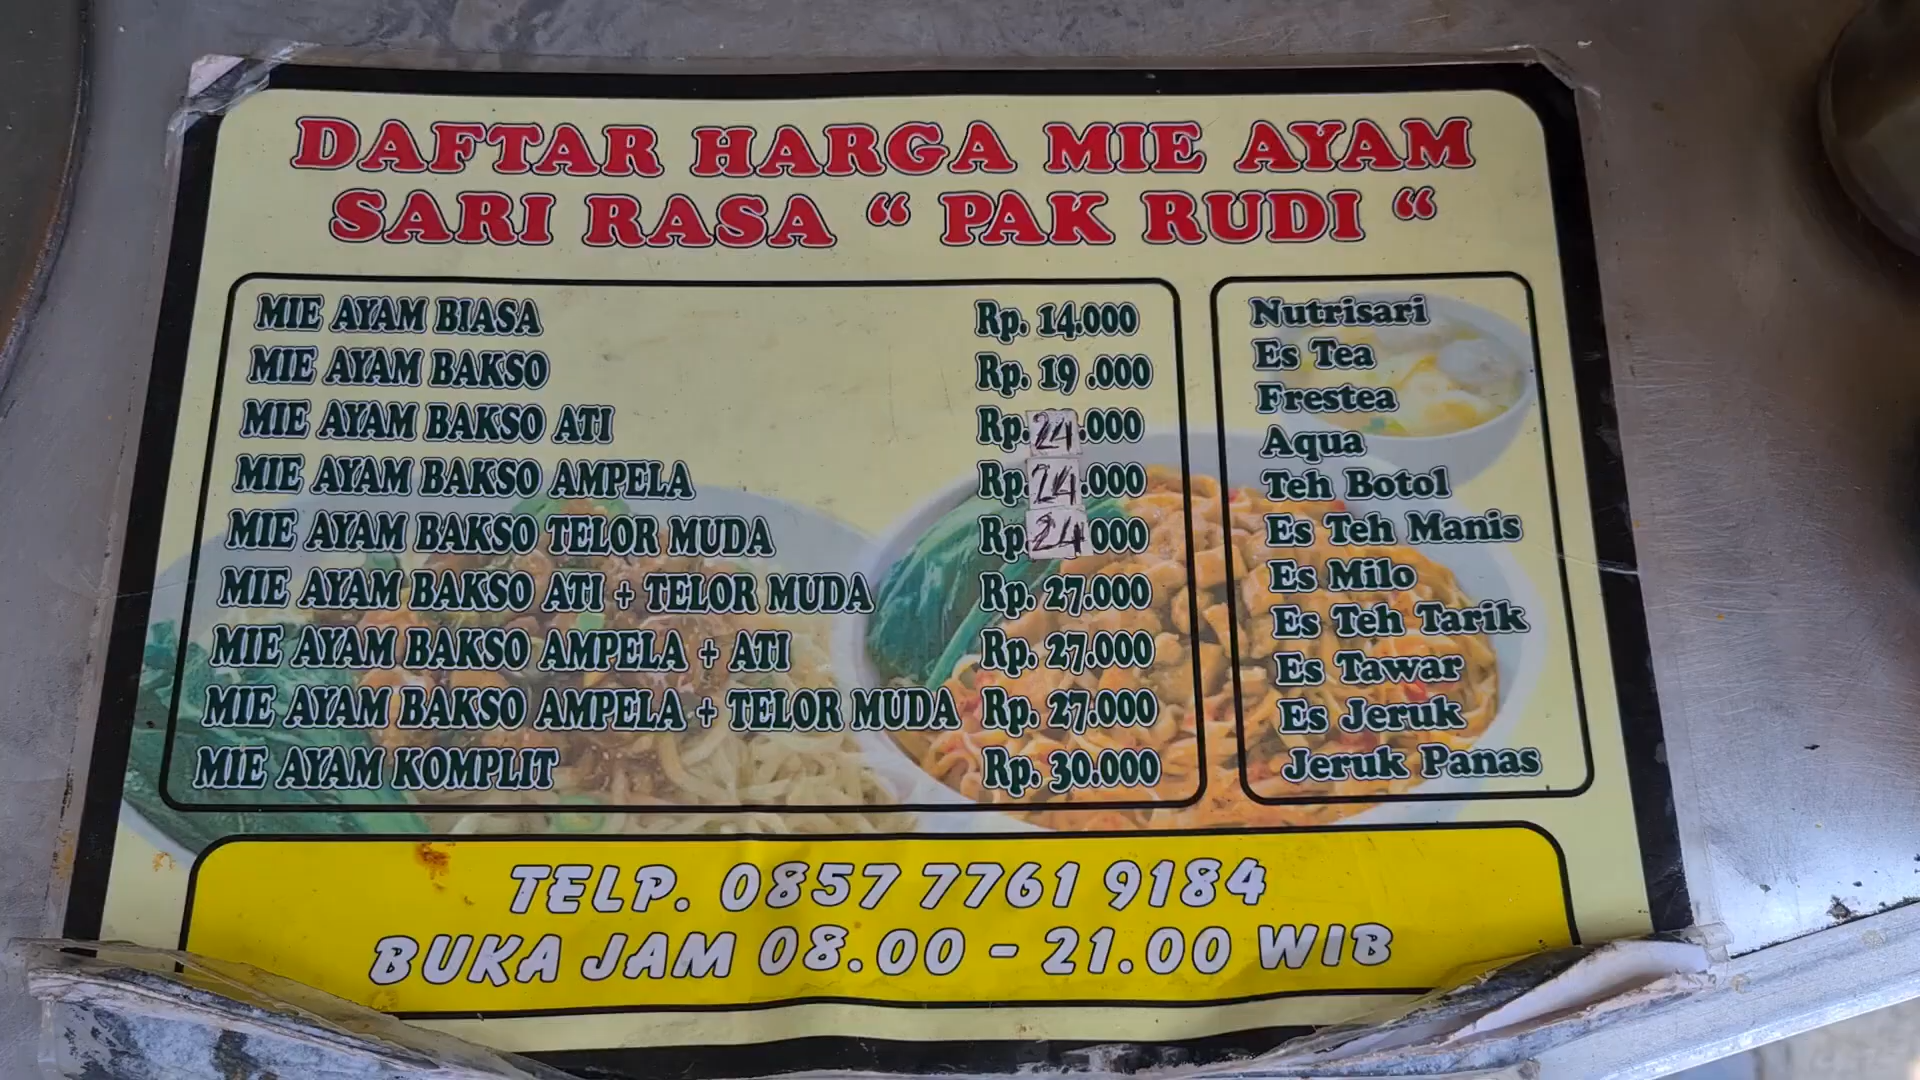 DAFTAR HARGA MIE AYAM
SARI RASA “ PAK RUDI “
MIE AYAM BIASA Rp. 14.000
MIE AYAM BAKSO Rp. 19 .000
MIE AYAM BAKSO ATI Rp.24.000
MIE AYAM BAKSO AMPELA Rp.24.000
MIE AYAM BAKSO TELOR MUDA Rp.24 000
MIE AYAM BAKSO ATI + TELOR MUDA Rp. 27.000
MIE AYAM BAKSO AMPELA + ATI Rp. 27.000
MIE AYAM BAKSO AMPELA + TELOR MUDA Rp. 27.000
MIE AYAM KOMPLIT Rp. 30.000
Nutrisari
Es Tea
Frestea
Aqua
Teh Botol
Es Teh Manis
Es Milo
Es Teh Tarik
Es Tawar
Es Jeruk
Jeruk Panas
TELP. 0857 7761 9184
BUKA JAM 08.00 - 21.00 WIB